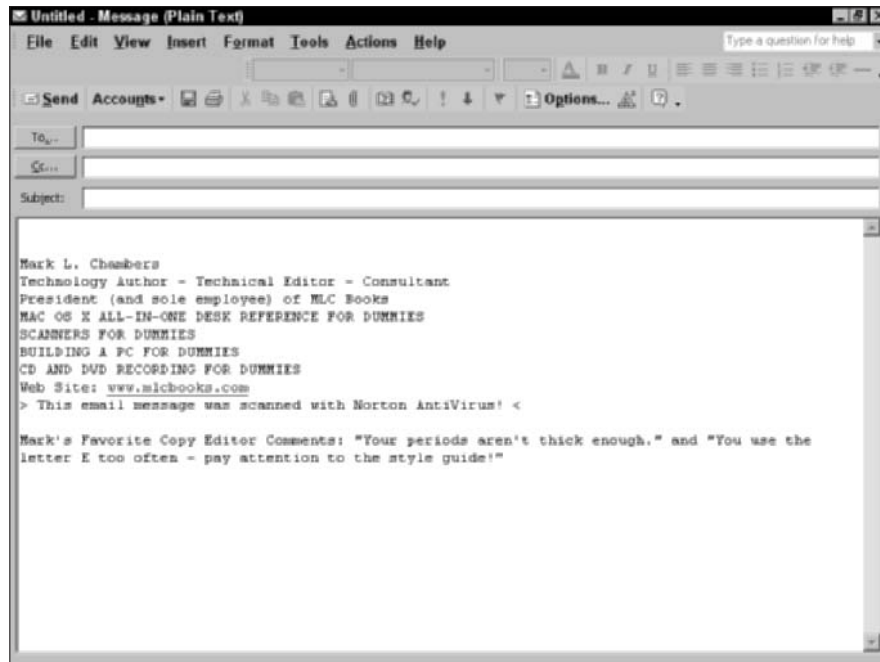 Untitled - Message (Plain Text)
File Edit View Insert Format Tools Actions Help
Type a question for help
Send Accounts Options...
To...
Cc...
Subject:
Mark L. Chambers
Technology Author - Technical Editor - Consultant
President (and sole employee) of MLC Books
MAC OS X ALL-IN-ONE DESK REFERENCE FOR DUMMIES
SCANNERS FOR DUMMIES
BUILDING A PC FOR DUMMIES
CD AND DVD RECORDING FOR DUMMIES
Web Site: www.mlcbooks.com
> This email message was scanned with Norton AntiVirus! <
Mark's Favorite Copy Editor Comments: "Your periods aren't thick enough." and "You use the
letter E too often - pay attention to the style guide!"